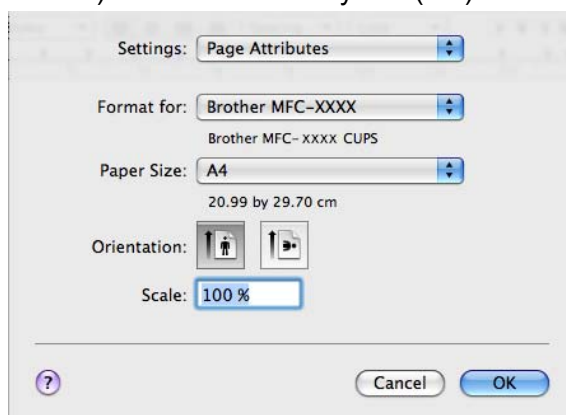 Settings: Page Attributes
Format for: Brother MFC-XXXX
Brother MFC- XXXX CUPS
Paper Size: A4
20.99 by 29.70 cm
Orientation:
Scale: 100 %
? Cancel OK